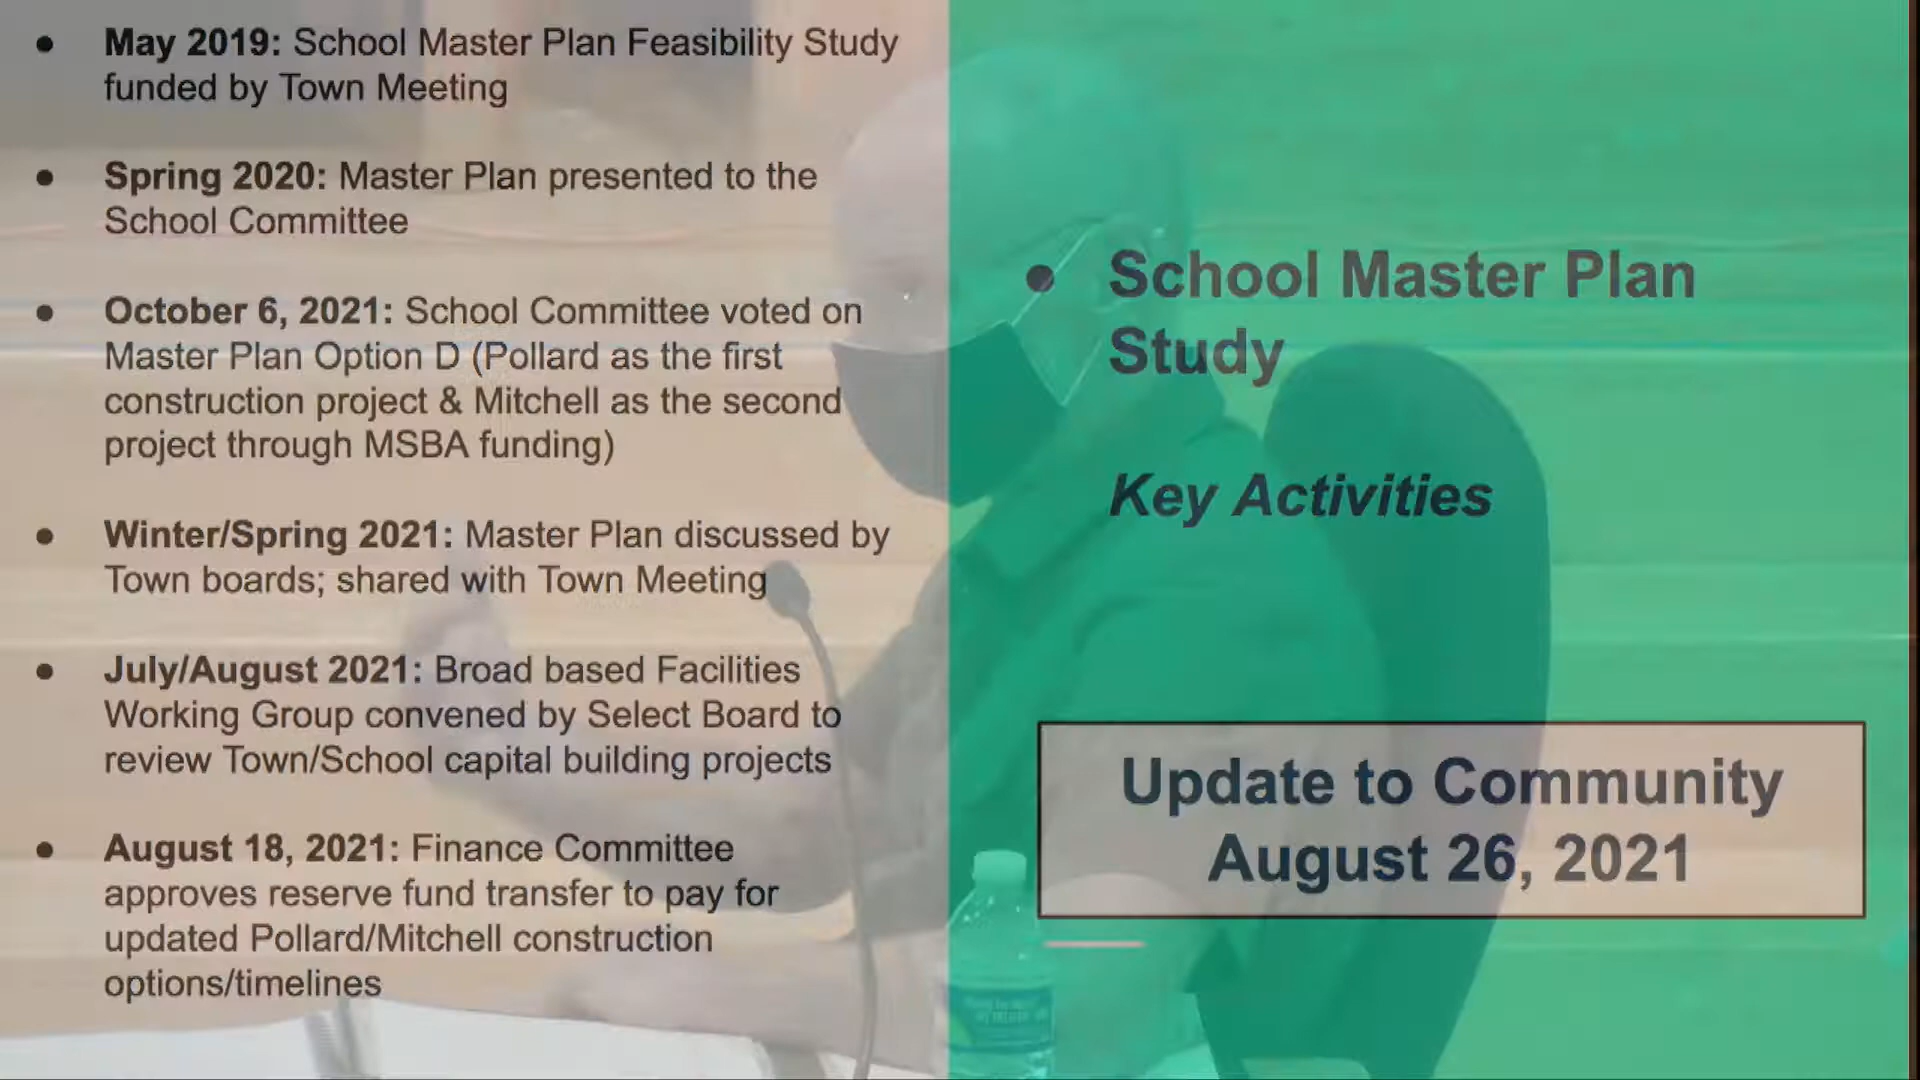 ● May 2019: School Master Plan Feasibility Study
funded by Town Meeting
● Spring 2020: Master Plan presented to the
School Committee
● October 6, 2021: School Committee voted on
Master Plan Option D (Pollard as the first
construction project & Mitchell as the second
project through MSBA funding)
● Winter/Spring 2021: Master Plan discussed by
Town boards; shared with Town Meeting
● July/August 2021: Broad based Facilities
Working Group convened by Select Board to
review Town/School capital building projects
● August 18, 2021: Finance Committee
approves reserve fund transfer to pay for
updated Pollard/Mitchell construction
options/timelines
● School Master Plan
Study
Key Activities
Update to Community
August 26, 2021